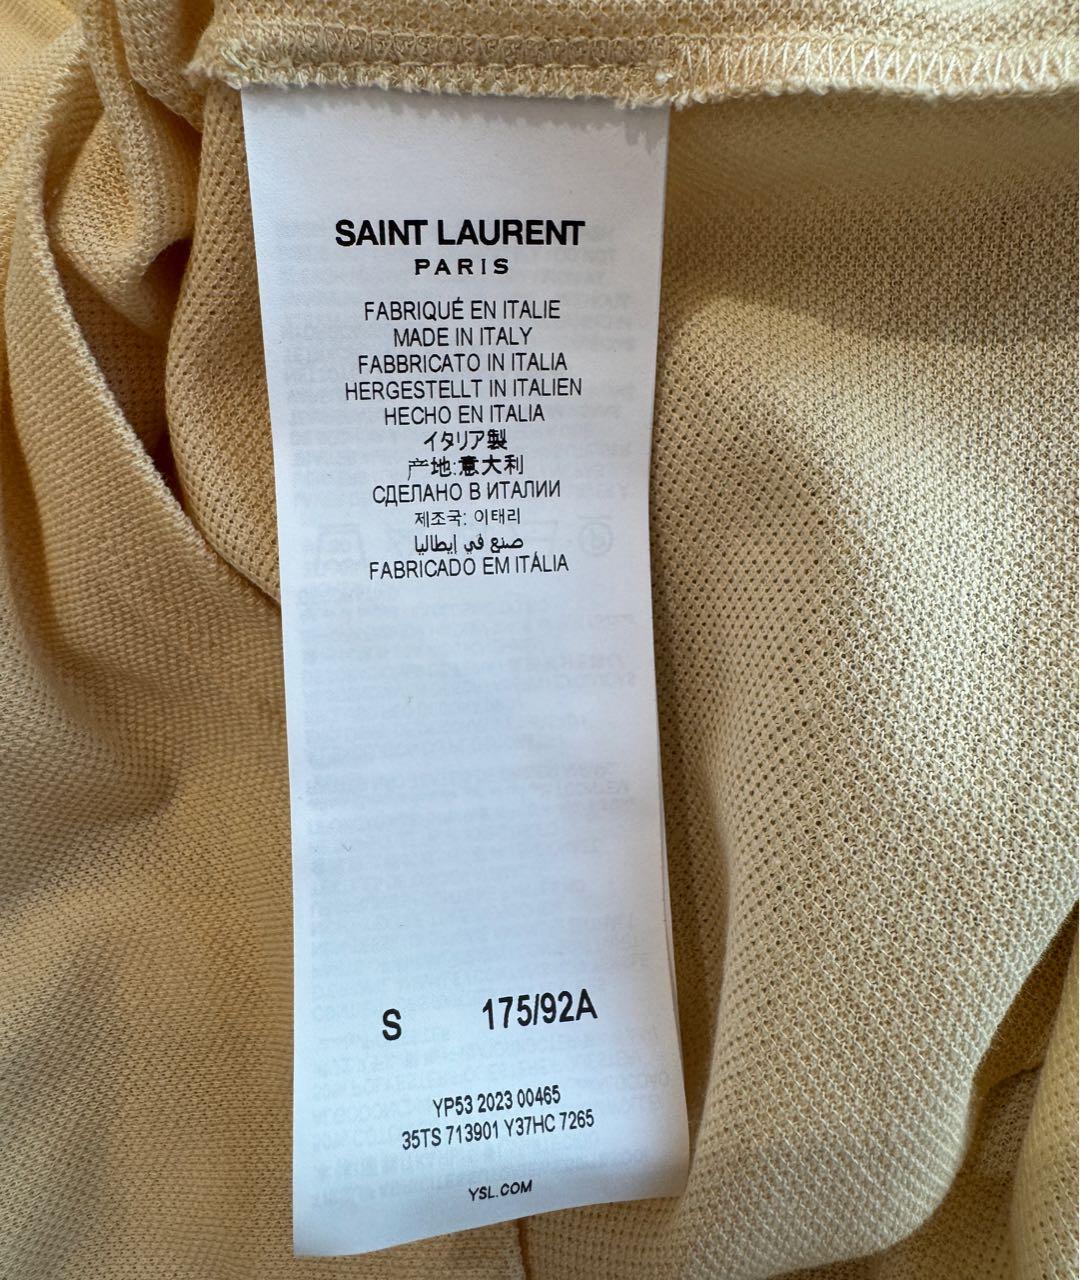 SAINT LAURENT
PARIS
FABRIQUÉ EN ITALIE
MADE IN ITALY
FABBRICATO IN ITALIA
HERGESTELLT IN ITALIEN
HECHO EN ITALIA
イタリア製
产地:意大利
СДЕЛАНО В ИТАЛИИ
제조국: 이태리
صنع في إيطاليا
FABRICADO EM ITÁLIA
S 175/92A
YP53 2023 00465
35TS 713901 Y37HC 7265
YSL.COM